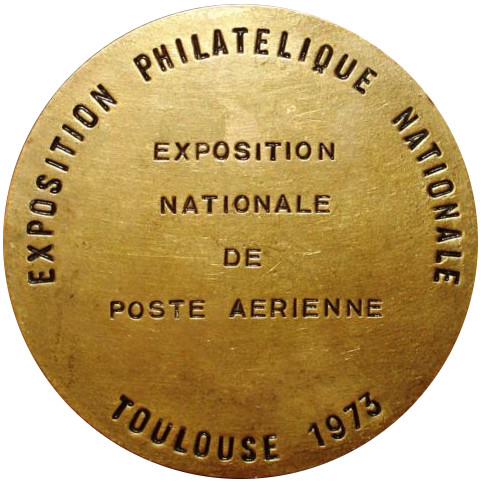 EXPOSITION PHILATELIQUE NATIONALE
EXPOSITION
NATIONALE
DE
POSTE AERIENNE
TOULOUSE 1973